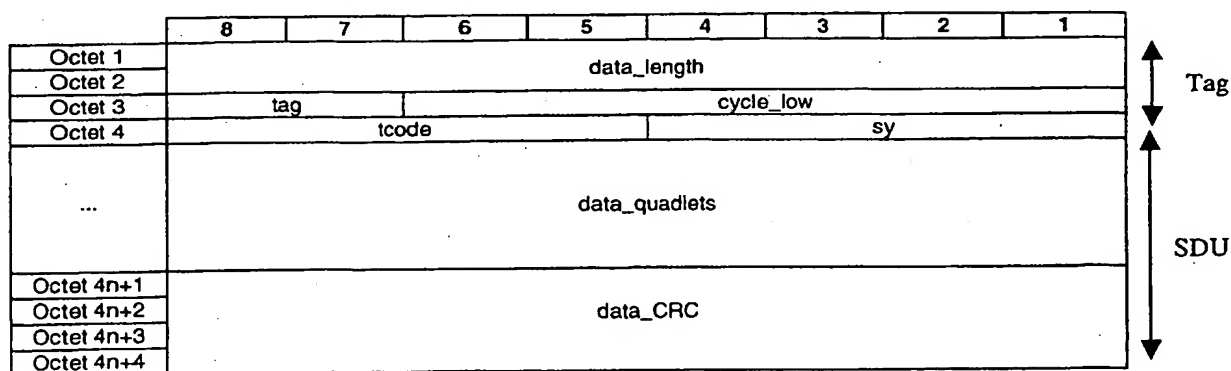 8 7 6 5 4 3 2 1
Octet 1
data_length
Octet 2
Tag
Octet 3 tag cycle_low
Octet 4 tcode sy
... data_quadlets
SDU
Octet 4n+1
Octet 4n+2 data_CRC
Octet 4n+3
Octet 4n+4